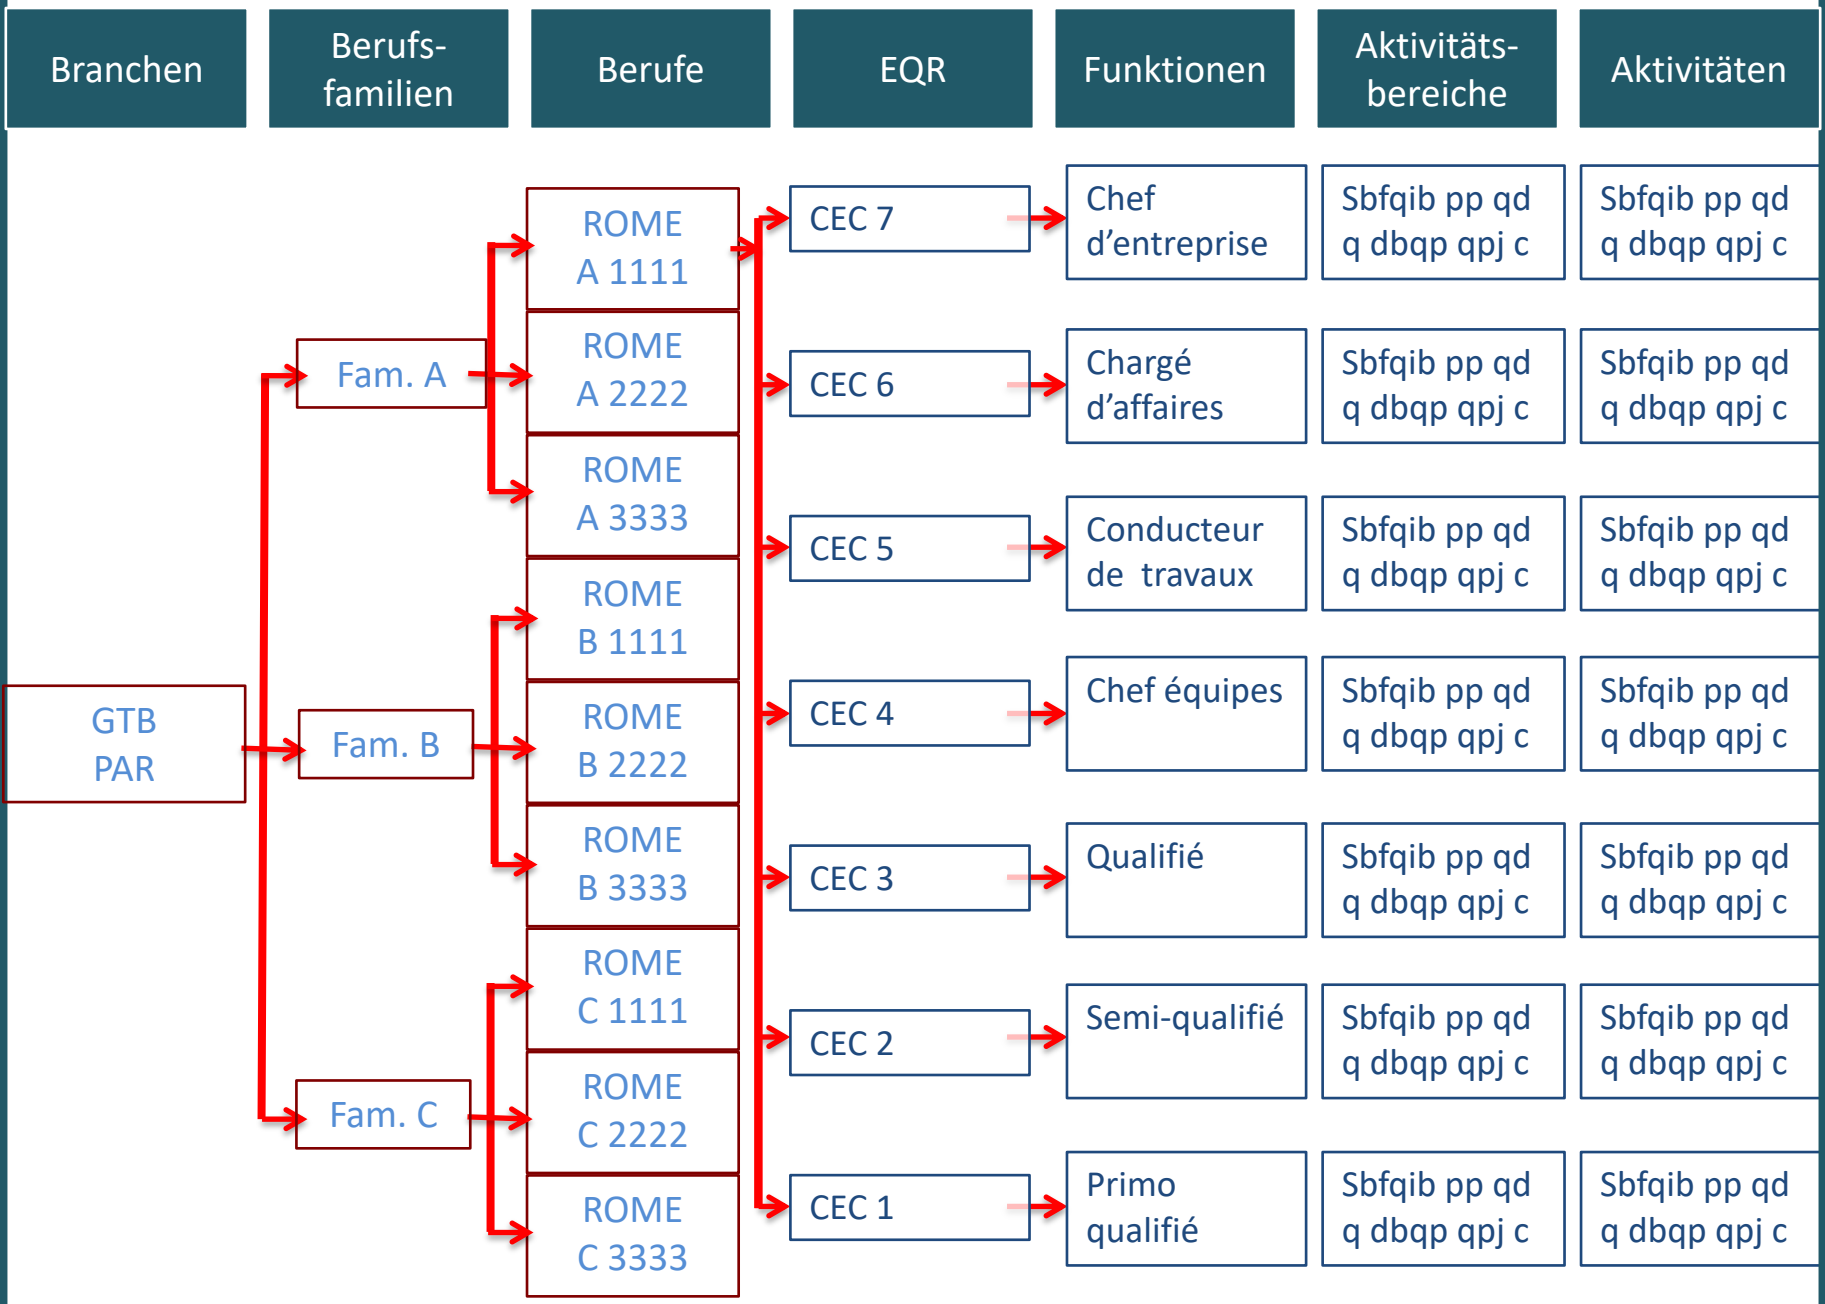 Branchen
Berufs-
familien
Berufe
EQR
Funktionen
Aktivitäts-
bereiche
Aktivitäten
GTB
PAR
Fam. A
Fam. B
Fam. C
ROME
A 1111
ROME
A 2222
ROME
A 3333
ROME
B 1111
ROME
B 2222
ROME
B 3333
ROME
C 1111
ROME
C 2222
ROME
C 3333
CEC 7
Chef
d’entreprise
Sbfqib pp qd
q dbqp qpj c
Sbfqib pp qd
q dbqp qpj c
CEC 6
Chargé
d’affaires
Sbfqib pp qd
q dbqp qpj c
Sbfqib pp qd
q dbqp qpj c
CEC 5
Conducteur
de travaux
Sbfqib pp qd
q dbqp qpj c
Sbfqib pp qd
q dbqp qpj c
CEC 4
Chef équipes
Sbfqib pp qd
q dbqp qpj c
Sbfqib pp qd
q dbqp qpj c
CEC 3
Qualifié
Sbfqib pp qd
q dbqp qpj c
Sbfqib pp qd
q dbqp qpj c
CEC 2
Semi-qualifié
Sbfqib pp qd
q dbqp qpj c
Sbfqib pp qd
q dbqp qpj c
CEC 1
Primo
qualifié
Sbfqib pp qd
q dbqp qpj c
Sbfqib pp qd
q dbqp qpj c